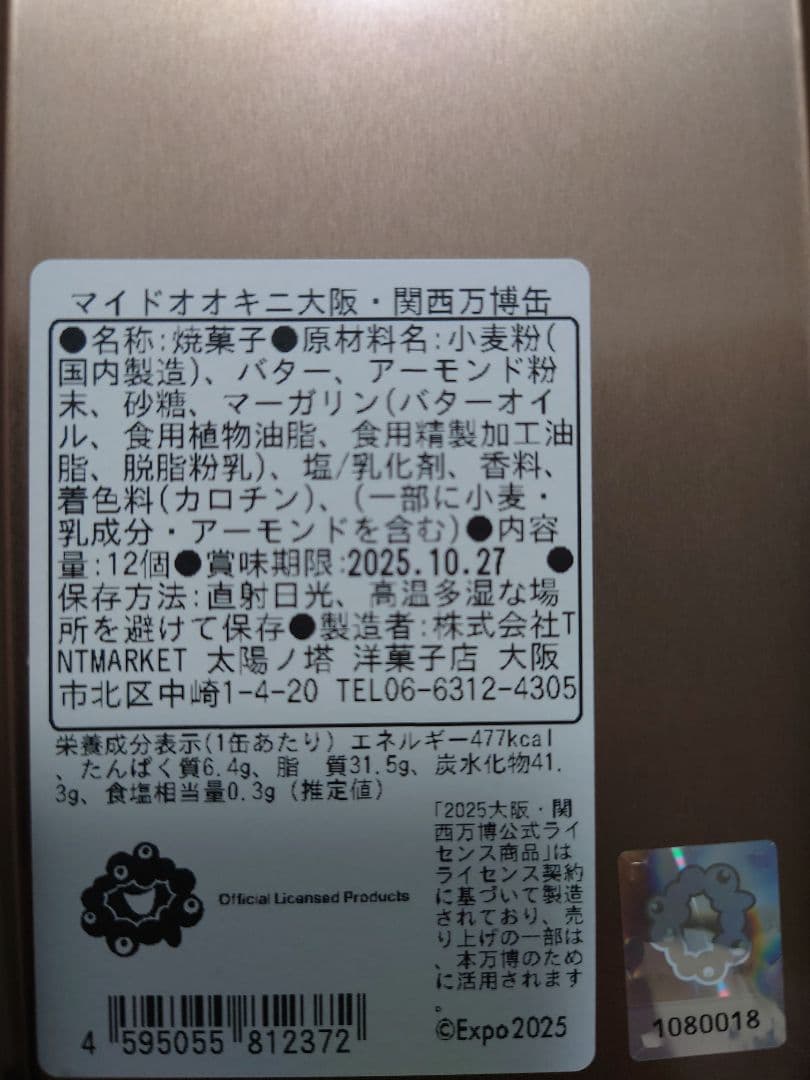 マイドオオキニ大阪・関西万博缶
●名称:焼菓子●原材料名:小麦粉(
国内製造)、バター、アーモンド粉
末、砂糖、マーガリン(バターオイ
ル、食用植物油脂、食用精製加工油
脂、脱脂粉乳)、塩/乳化剤、香料、
着色料(カロチン)、(一部に小麦・
乳成分・アーモンドを含む)●内容
量:12個●賞味期限:2025.10.27 ●
保存方法:直射日光、高温多湿な場
所を避けて保存●製造者:株式会社T
NTMARKET 太陽ノ塔 洋菓子店 大阪
市北区中崎1-4-20 TEL06-6312-4305
栄養成分表示(1缶あたり) エネルギー477kcal
、たんぱく質6.4g、脂 質31.5g、炭水化物41.
3g、食塩相当量0.3g (推定値)
「2025大阪・関
西万博公式ライ
センス商品」は
ライセンス契約
に基づいて製造
されており、売
り上げの一部は
、本万博のため
に活用されます
。
©Expo2025
Official Licensed Products
4 595055 812372
1080018